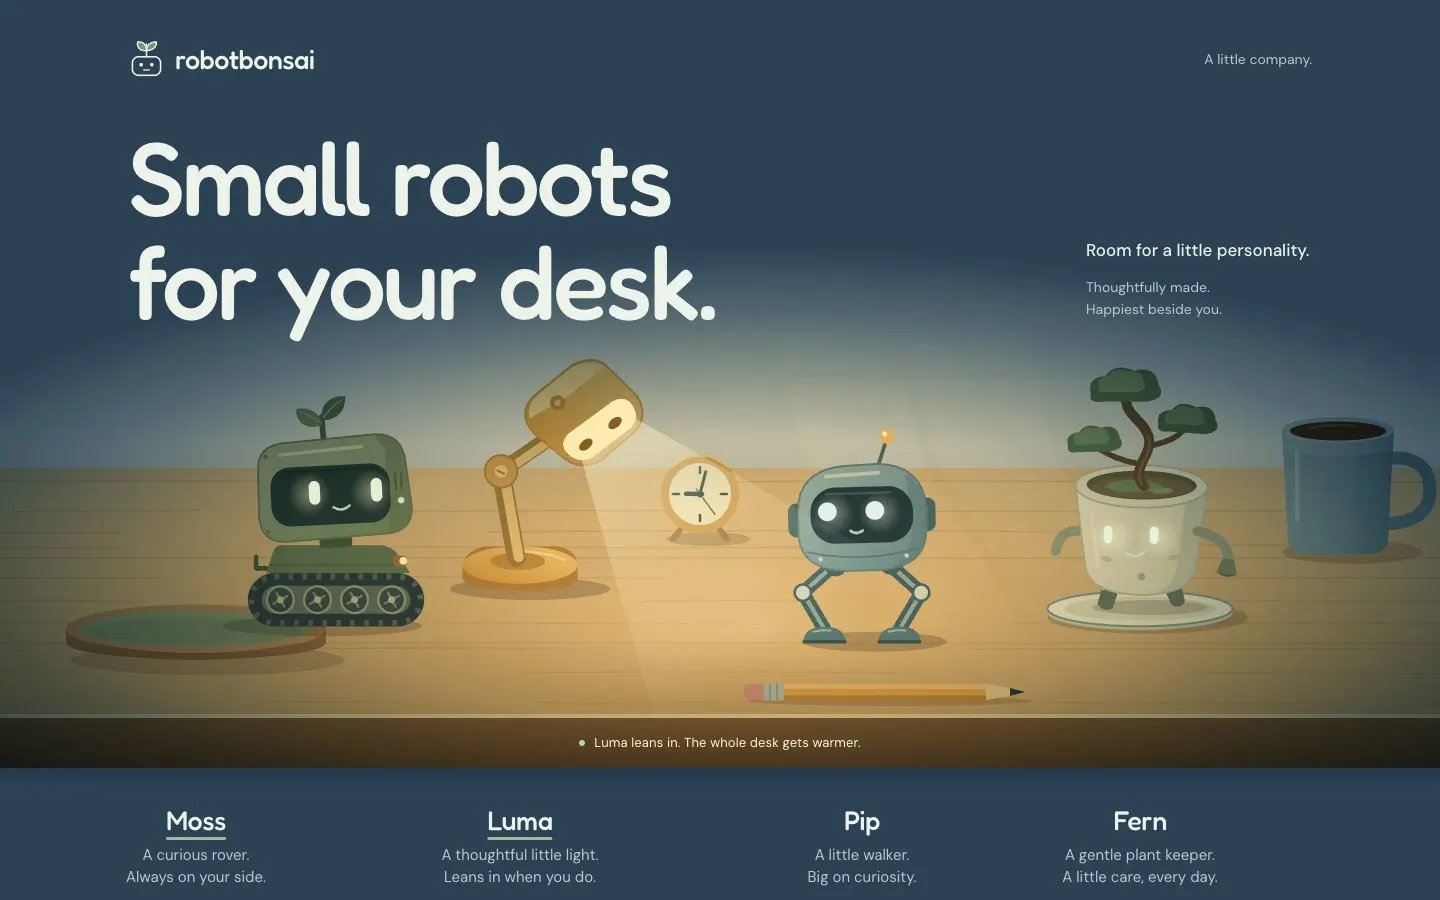 robotbonsai
A little company.
Small robots
for your desk.
Room for a little personality.
Thoughtfully made.
Happiest beside you.
Luma leans in. The whole desk gets warmer.
Moss
A curious rover.
Always on your side.
Luma
A thoughtful little light.
Leans in when you do.
Pip
A little walker.
Big on curiosity.
Fern
A gentle plant keeper.
A little care, every day.